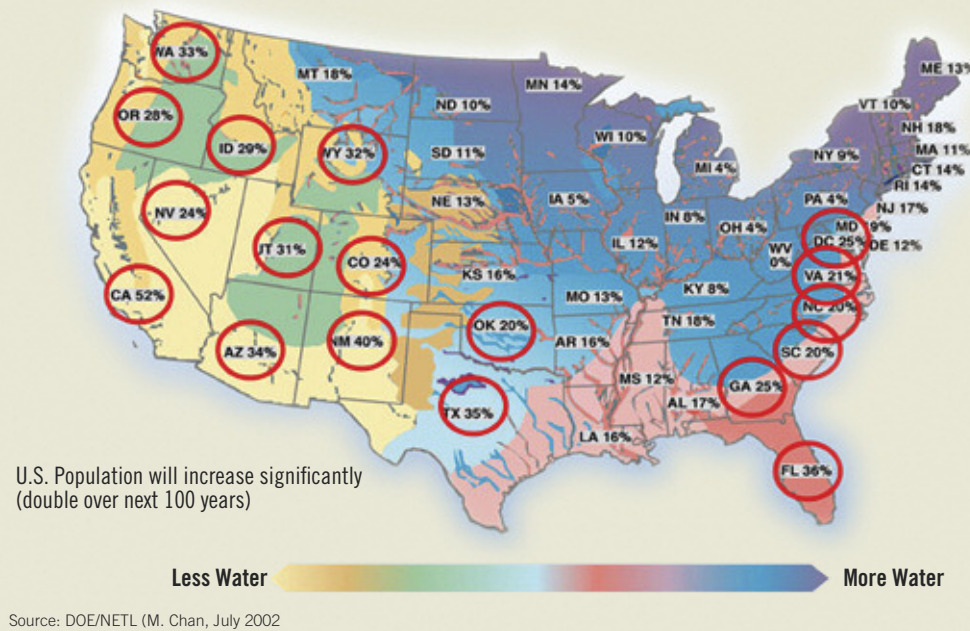 WA 33%
MT 18%
ND 10%
MN 14%
ME 13%
VT 10%
NH 18%
OR 28%
ID 29%
WY 32%
SD 11%
WI 10%
MI 4%
NY 9%
MA 11%
CT 14%
RI 14%
NV 24%
UT 31%
CO 24%
NE 13%
IA 5%
IL 12%
IN 8%
OH 4%
PA 4%
NJ 17%
MD 9%
DC 25%
DE 12%
WV
0%
VA 21%
CA 52%
KS 16%
MO 13%
KY 8%
NC 20%
AZ 34%
NM 40%
OK 20%
AR 16%
TN 18%
SC 20%
TX 35%
MS 12%
AL 17%
GA 25%
LA 16%
FL 36%
U.S. Population will increase significantly
(double over next 100 years)
Less Water
More Water
Source: DOE/NETL (M. Chan, July 2002